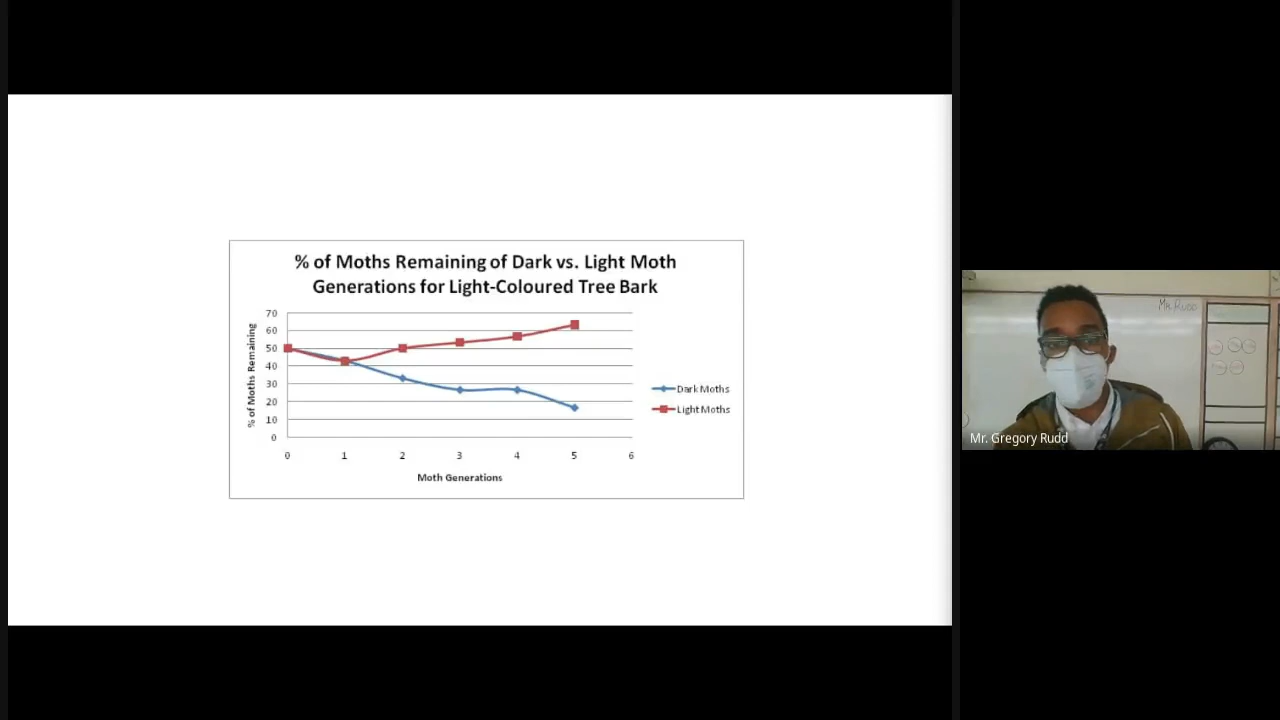 % of Moths Remaining of Dark vs. Light Moth
Generations for Light-Coloured Tree Bark
% of Moths Remaining
70
60
50
40
30
20
10
0
0 1 2 3 4 5 6
Moth Generations
Dark Moths
Light Moths
Mr. Rudd
Mr. Gregory Rudd